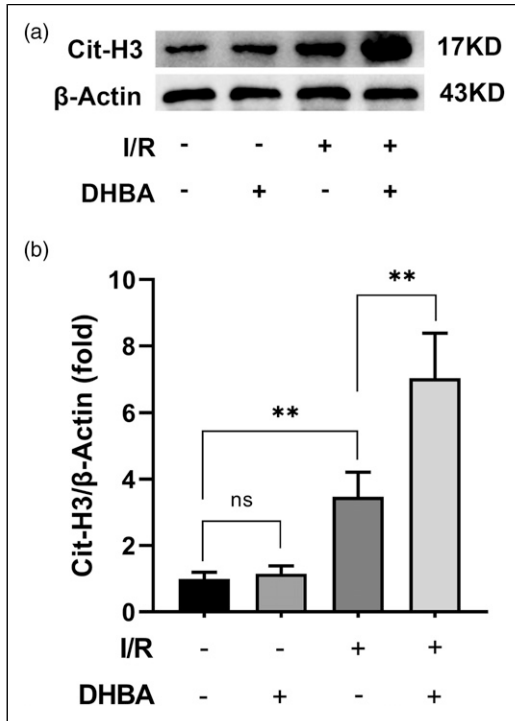 (a)
Cit-H3 17KD
β-Actin 43KD
I/R - - + +
DHBA - + - +
(b)
Cit-H3/β-Actin (fold)
10
8
6
4
2
0
**
**
ns
I/R - - + +
DHBA - + - +